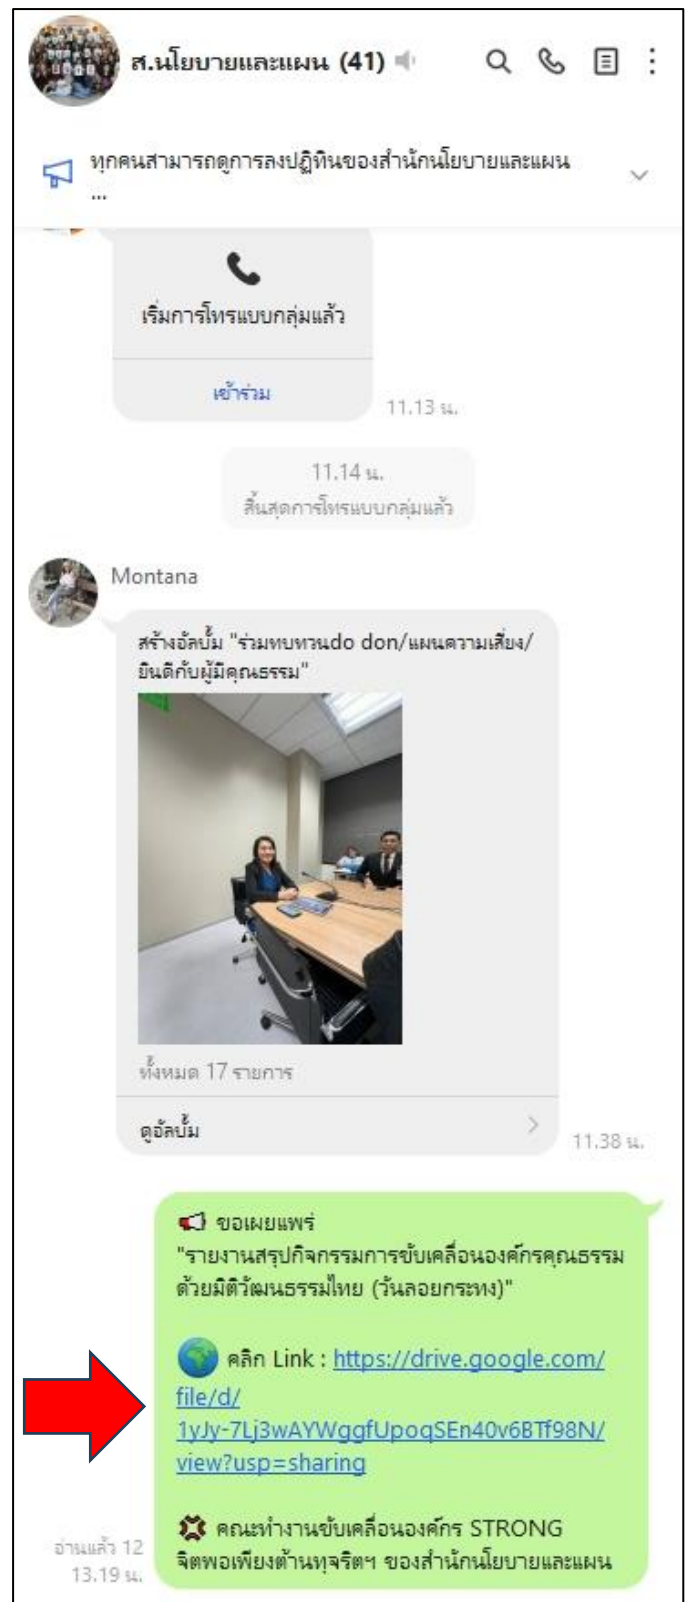 ส.นโยบายและแผน (41)
ทุกคนสามารถดูการลงปฏิทินของสำนักนโยบายและแผน
...
เริ่มการโทรแบบกลุ่มแล้ว
เข้าร่วม
11.13 น.
11.14 น.
สิ้นสุดการโทรแบบกลุ่มแล้ว
Montana
สร้างอัลบั้ม "ร่วมทบทวนdo don/แผนความเสี่ยง/
ยินดีกับผู้มีคุณธรรม"
ทั้งหมด 17 รายการ
ดูอัลบั้ม
11.38 น.
ขอเผยแพร่
"รายงานสรุปกิจกรรมการขับเคลื่อนองค์กรคุณธรรม
ด้วยมิติวัฒนธรรมไทย (วันลอยกระทง)"
คลิก Link : https://drive.google.com/
file/d/
1yJy-7Lj3wAYWggfUpoqSEn40v6BTf98N/
view?usp=sharing
คณะทำงานขับเคลื่อนองค์กร STRONG
จิตพอเพียงต้านทุจริตฯ ของสำนักนโยบายและแผน
อ่านแล้ว 12
13.19 น.